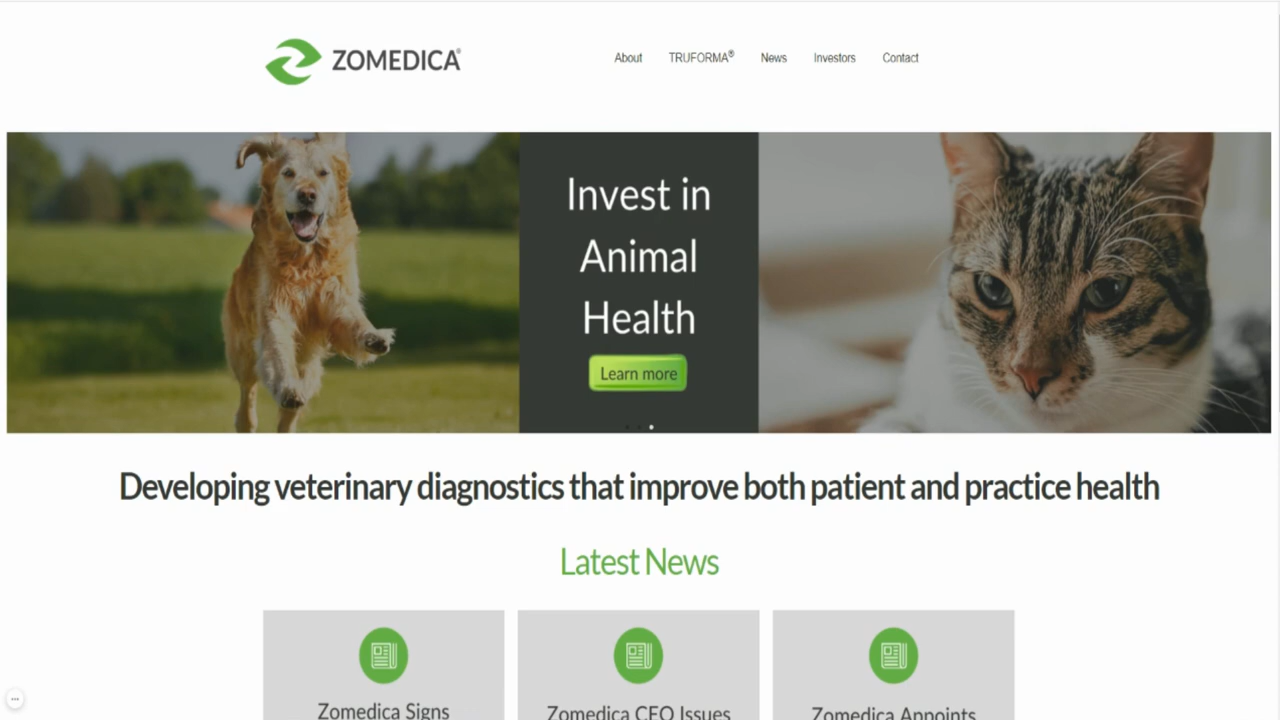 ZOMEDICA®
About TRUFORMA® News Investors Contact
Invest in
Animal
Health
Learn more
Developing veterinary diagnostics that improve both patient and practice health
Latest News
Zomedica Signs
Zomedica CEO Issues
Zomedica Appoints